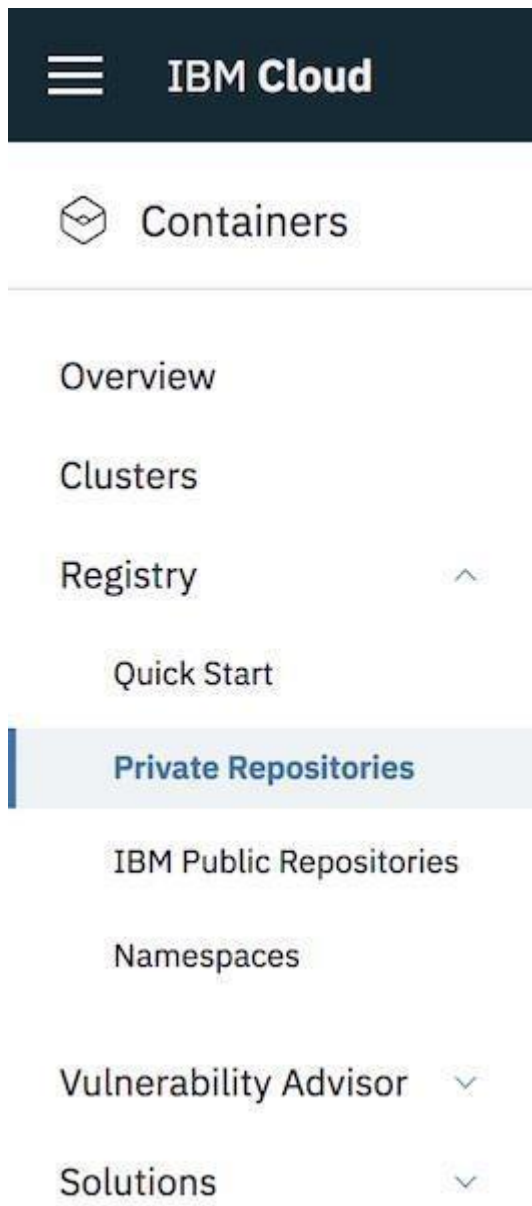 IBM Cloud
Containers
Overview
Clusters
Registry
Quick Start
Private Repositories
IBM Public Repositories
Namespaces
Vulnerability Advisor
Solutions